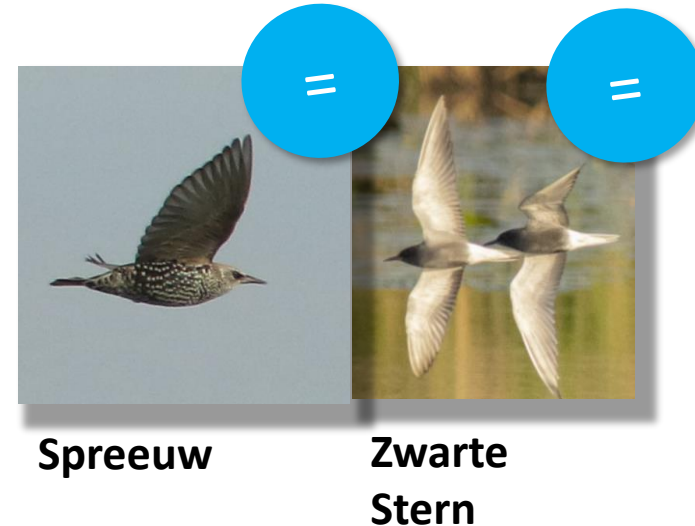 = =
Spreeuw
Zwarte
Stern